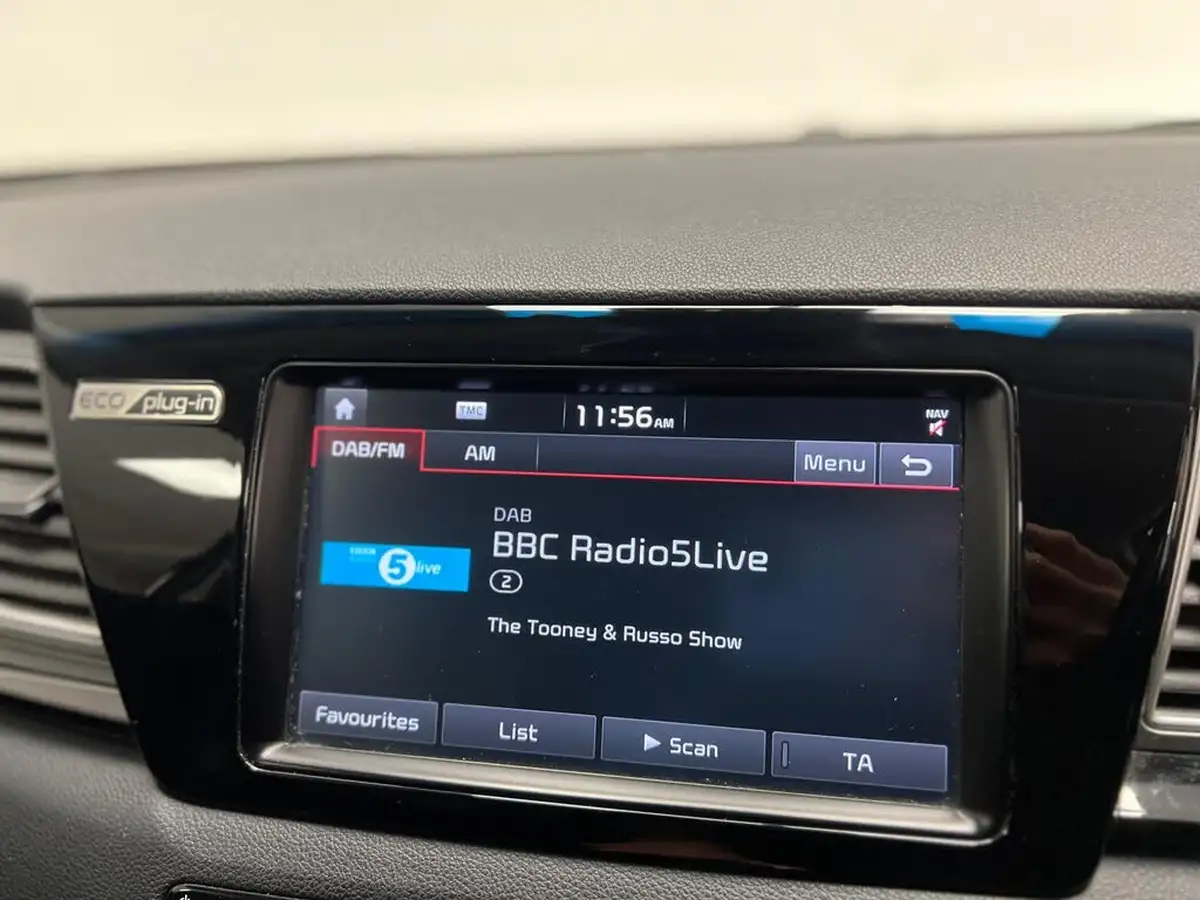 ECO plug-in
TMC
11:56AM
NAV
DAB/FM
AM
Menu
DAB
BBC Radio5Live
2
5 live
The Tooney & Russo Show
Favourites
List
Scan
TA